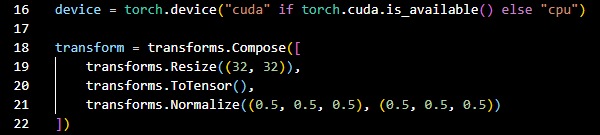 16 device = torch.device("cuda" if torch.cuda.is_available() else "cpu")
17
18 transform = transforms.Compose([
19     transforms.Resize((32, 32)),
20     transforms.ToTensor(),
21     transforms.Normalize((0.5, 0.5, 0.5), (0.5, 0.5, 0.5))
22 ])